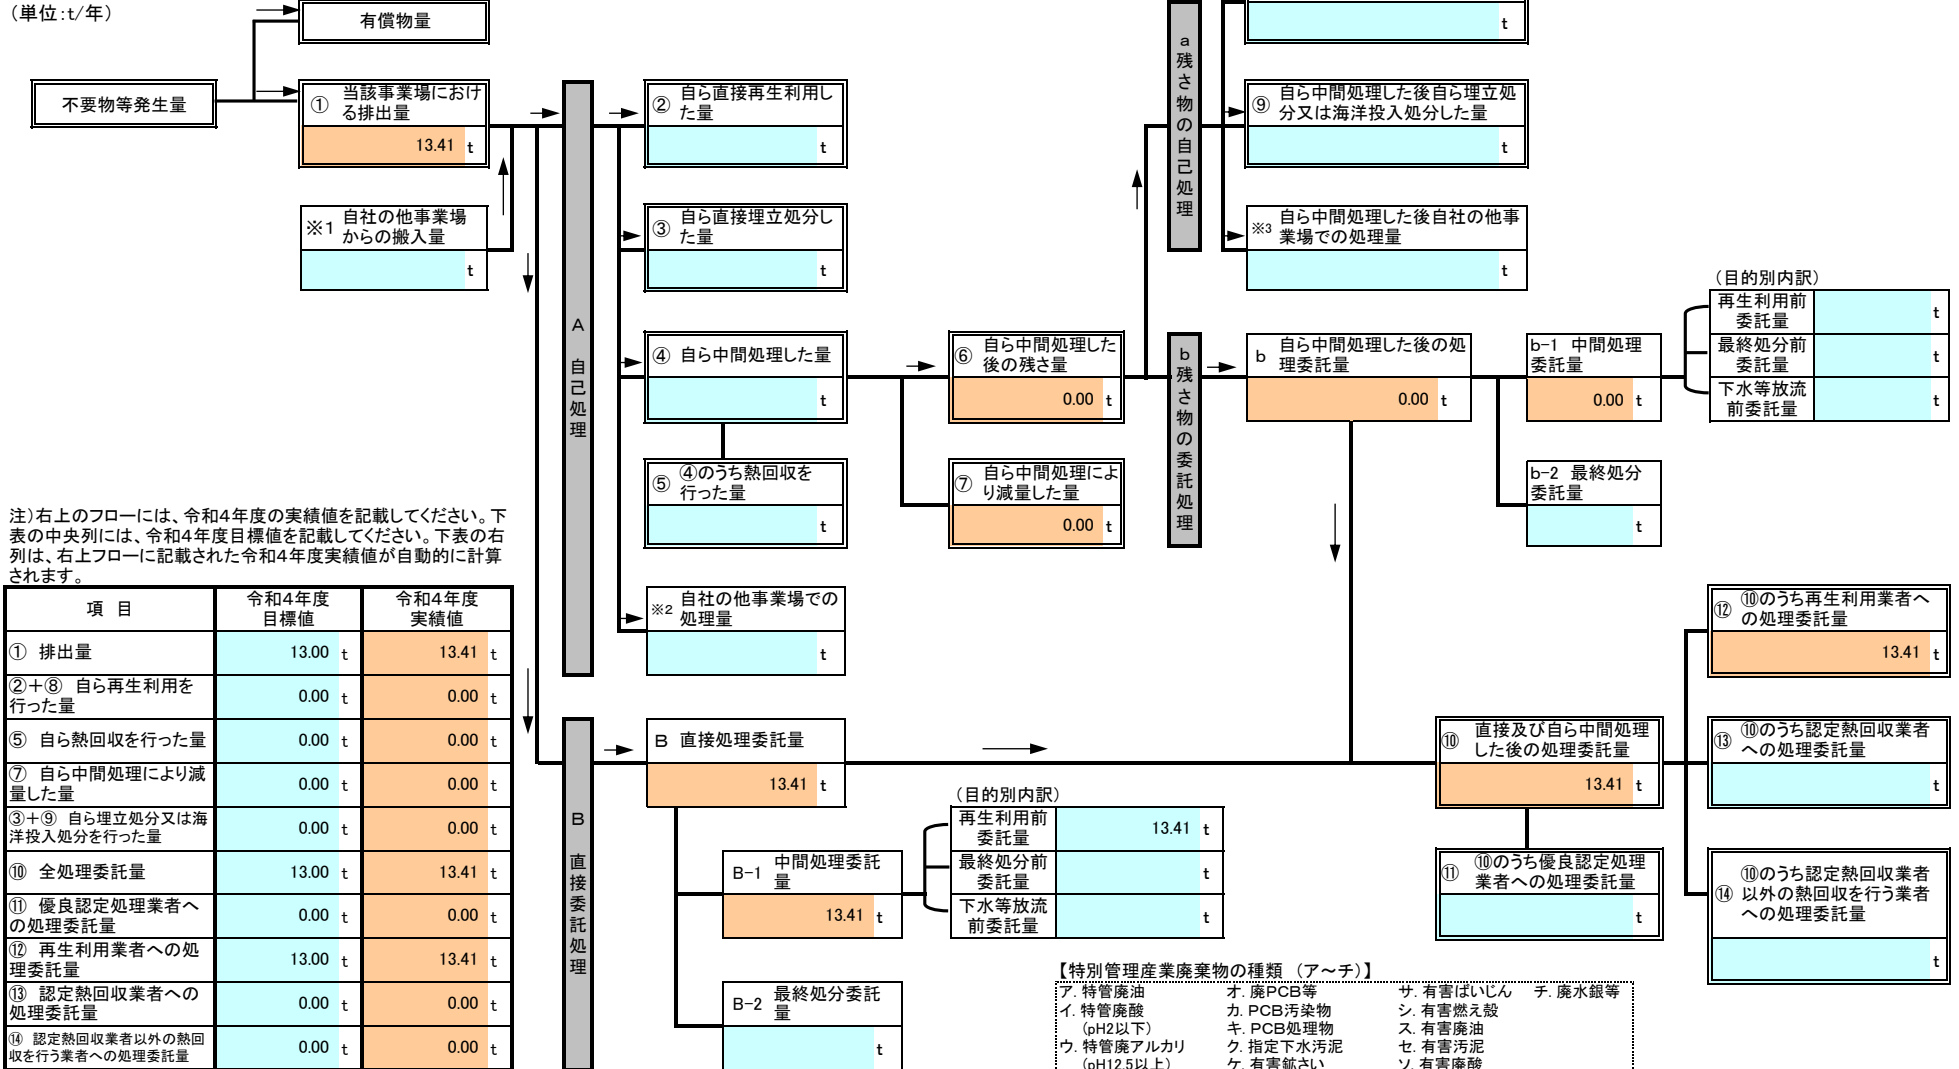 （単位:t/年）
有償物量
不要物等発生量
① 当該事業場におけ
る排出量
13.41 t
※1 自社の他事業場
からの搬入量
t
A 自己処理
② 自ら直接再生利用し
た量
t
③ 自ら直接埋立処分し
た量
t
④ 自ら中間処理した量
t
⑤ ④のうち熱回収を
行った量
t
※2 自社の他事業場での
処理量
t
⑥ 自ら中間処理した
後の残さ量
0.00 t
⑦ 自ら中間処理によ
り減量した量
0.00 t
a 残さ物の自己処理
t
⑨ 自ら中間処理した後自ら埋立処
分又は海洋投入処分した量
t
※3 自ら中間処理した後自社の他事
業場での処理量
t
b 残さ物の委託処理
b 自ら中間処理した後の処
理委託量
0.00 t
b-1 中間処理
委託量
0.00 t
b-2 最終処分
委託量
t
（目的別内訳）
再生利用前
委託量 t
最終処分前
委託量 t
下水等放流
前委託量 t
注）右上のフローには、令和4年度の実績値を記載してください。下
表の中央列には、令和4年度目標値を記載してください。下表の右
列は、右上フローに記載された令和4年度実績値が自動的に計算
されます。
項 目 令和4年度
目標値 令和4年度
実績値
① 排出量 13.00 t 13.41 t
②＋⑧ 自ら再生利用を
行った量 0.00 t 0.00 t
⑤ 自ら熱回収を行った量 0.00 t 0.00 t
⑦ 自ら中間処理により減
量した量 0.00 t 0.00 t
③＋⑨ 自ら埋立処分又は海
洋投入処分を行った量 0.00 t 0.00 t
⑩ 全処理委託量 13.00 t 13.41 t
⑪ 優良認定処理業者へ
の処理委託量 0.00 t 0.00 t
⑫ 再生利用業者への処
理委託量 13.00 t 13.41 t
⑬ 認定熱回収業者への
処理委託量 0.00 t 0.00 t
⑭ 認定熱回収業者以外の熱回
収を行う業者への処理委託量 0.00 t 0.00 t
B 直接委託処理
B 直接処理委託量
13.41 t
B-1 中間処理委託
量
13.41 t
B-2 最終処分委託
量
t
（目的別内訳）
再生利用前
委託量 13.41 t
最終処分前
委託量 t
下水等放流
前委託量 t
⑩ 直接及び自ら中間処理
した後の処理委託量
13.41 t
⑪ ⑩のうち優良認定処理
業者への処理委託量
t
⑫ ⑩のうち再生利用業者へ
の処理委託量
13.41 t
⑬ ⑩のうち認定熱回収業者
への処理委託量
t
⑭ ⑩のうち認定熱回収業者
以外の熱回収を行う業者
への処理委託量
t
【特別管理産業廃棄物の種類 （ア～チ）】
ア. 特管廃油 オ. 廃PCB等 サ. 有害ばいじん チ. 廃水銀等
イ. 特管廃酸 カ. PCB汚染物 シ. 有害燃え殻
（pH2以下） キ. PCB処理物 ス. 有害廃油
ウ. 特管廃アルカリ ク. 指定下水汚泥 セ. 有害汚泥
（pH12.5以上） ケ. 有害鉱さい ソ. 有害廃酸